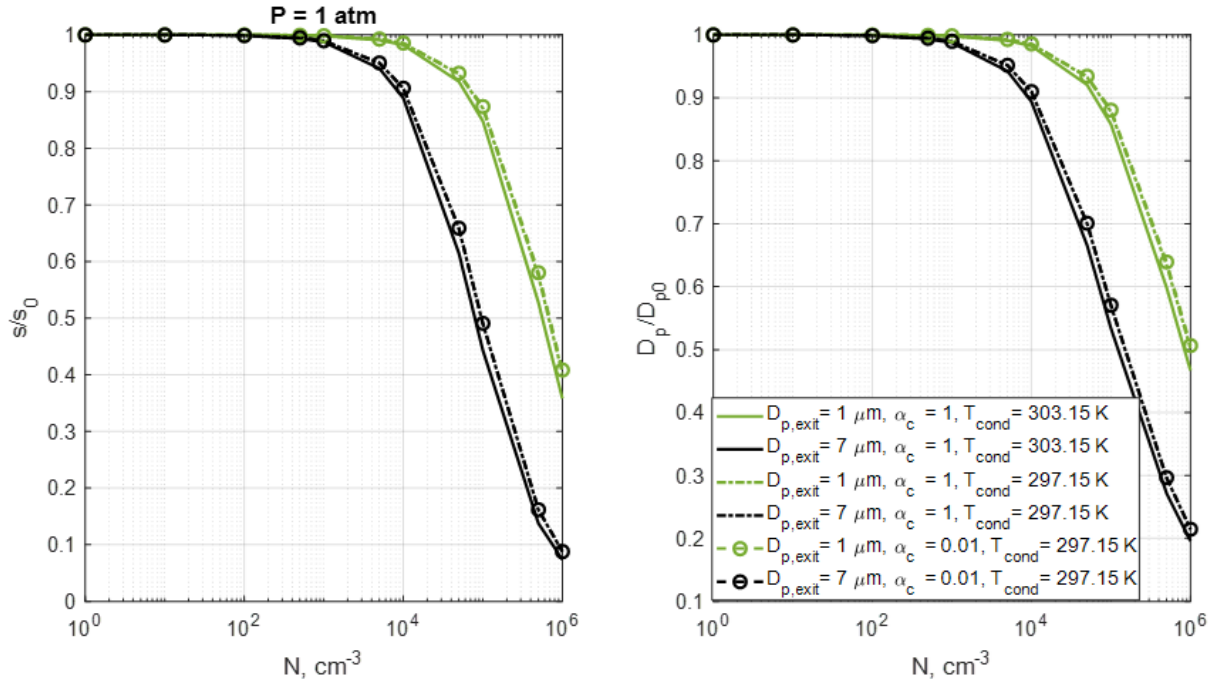 P = 1 atm
s/s0
1
0.9
0.8
0.7
0.6
0.5
0.4
0.3
0.2
0.1
0
10^0
10^2
10^4
10^6
N, cm^-3
Dp/Dp0
1
0.9
0.8
0.7
0.6
0.5
0.4
0.3
0.2
0.1
Dp,exit= 1 μm, αc = 1, Tcond= 303.15 K
Dp,exit= 7 μm, αc = 1, Tcond= 303.15 K
Dp,exit= 1 μm, αc = 1, Tcond= 297.15 K
Dp,exit= 7 μm, αc = 1, Tcond= 297.15 K
Dp,exit= 1 μm, αc = 0.01, Tcond= 297.15 K
Dp,exit= 7 μm, αc = 0.01, Tcond= 297.15 K
10^0
10^2
10^4
10^6
N, cm^-3